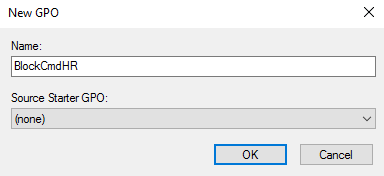 New GPO
Name:
BlockCmdHR
Source Starter GPO:
(none)
OK
Cancel